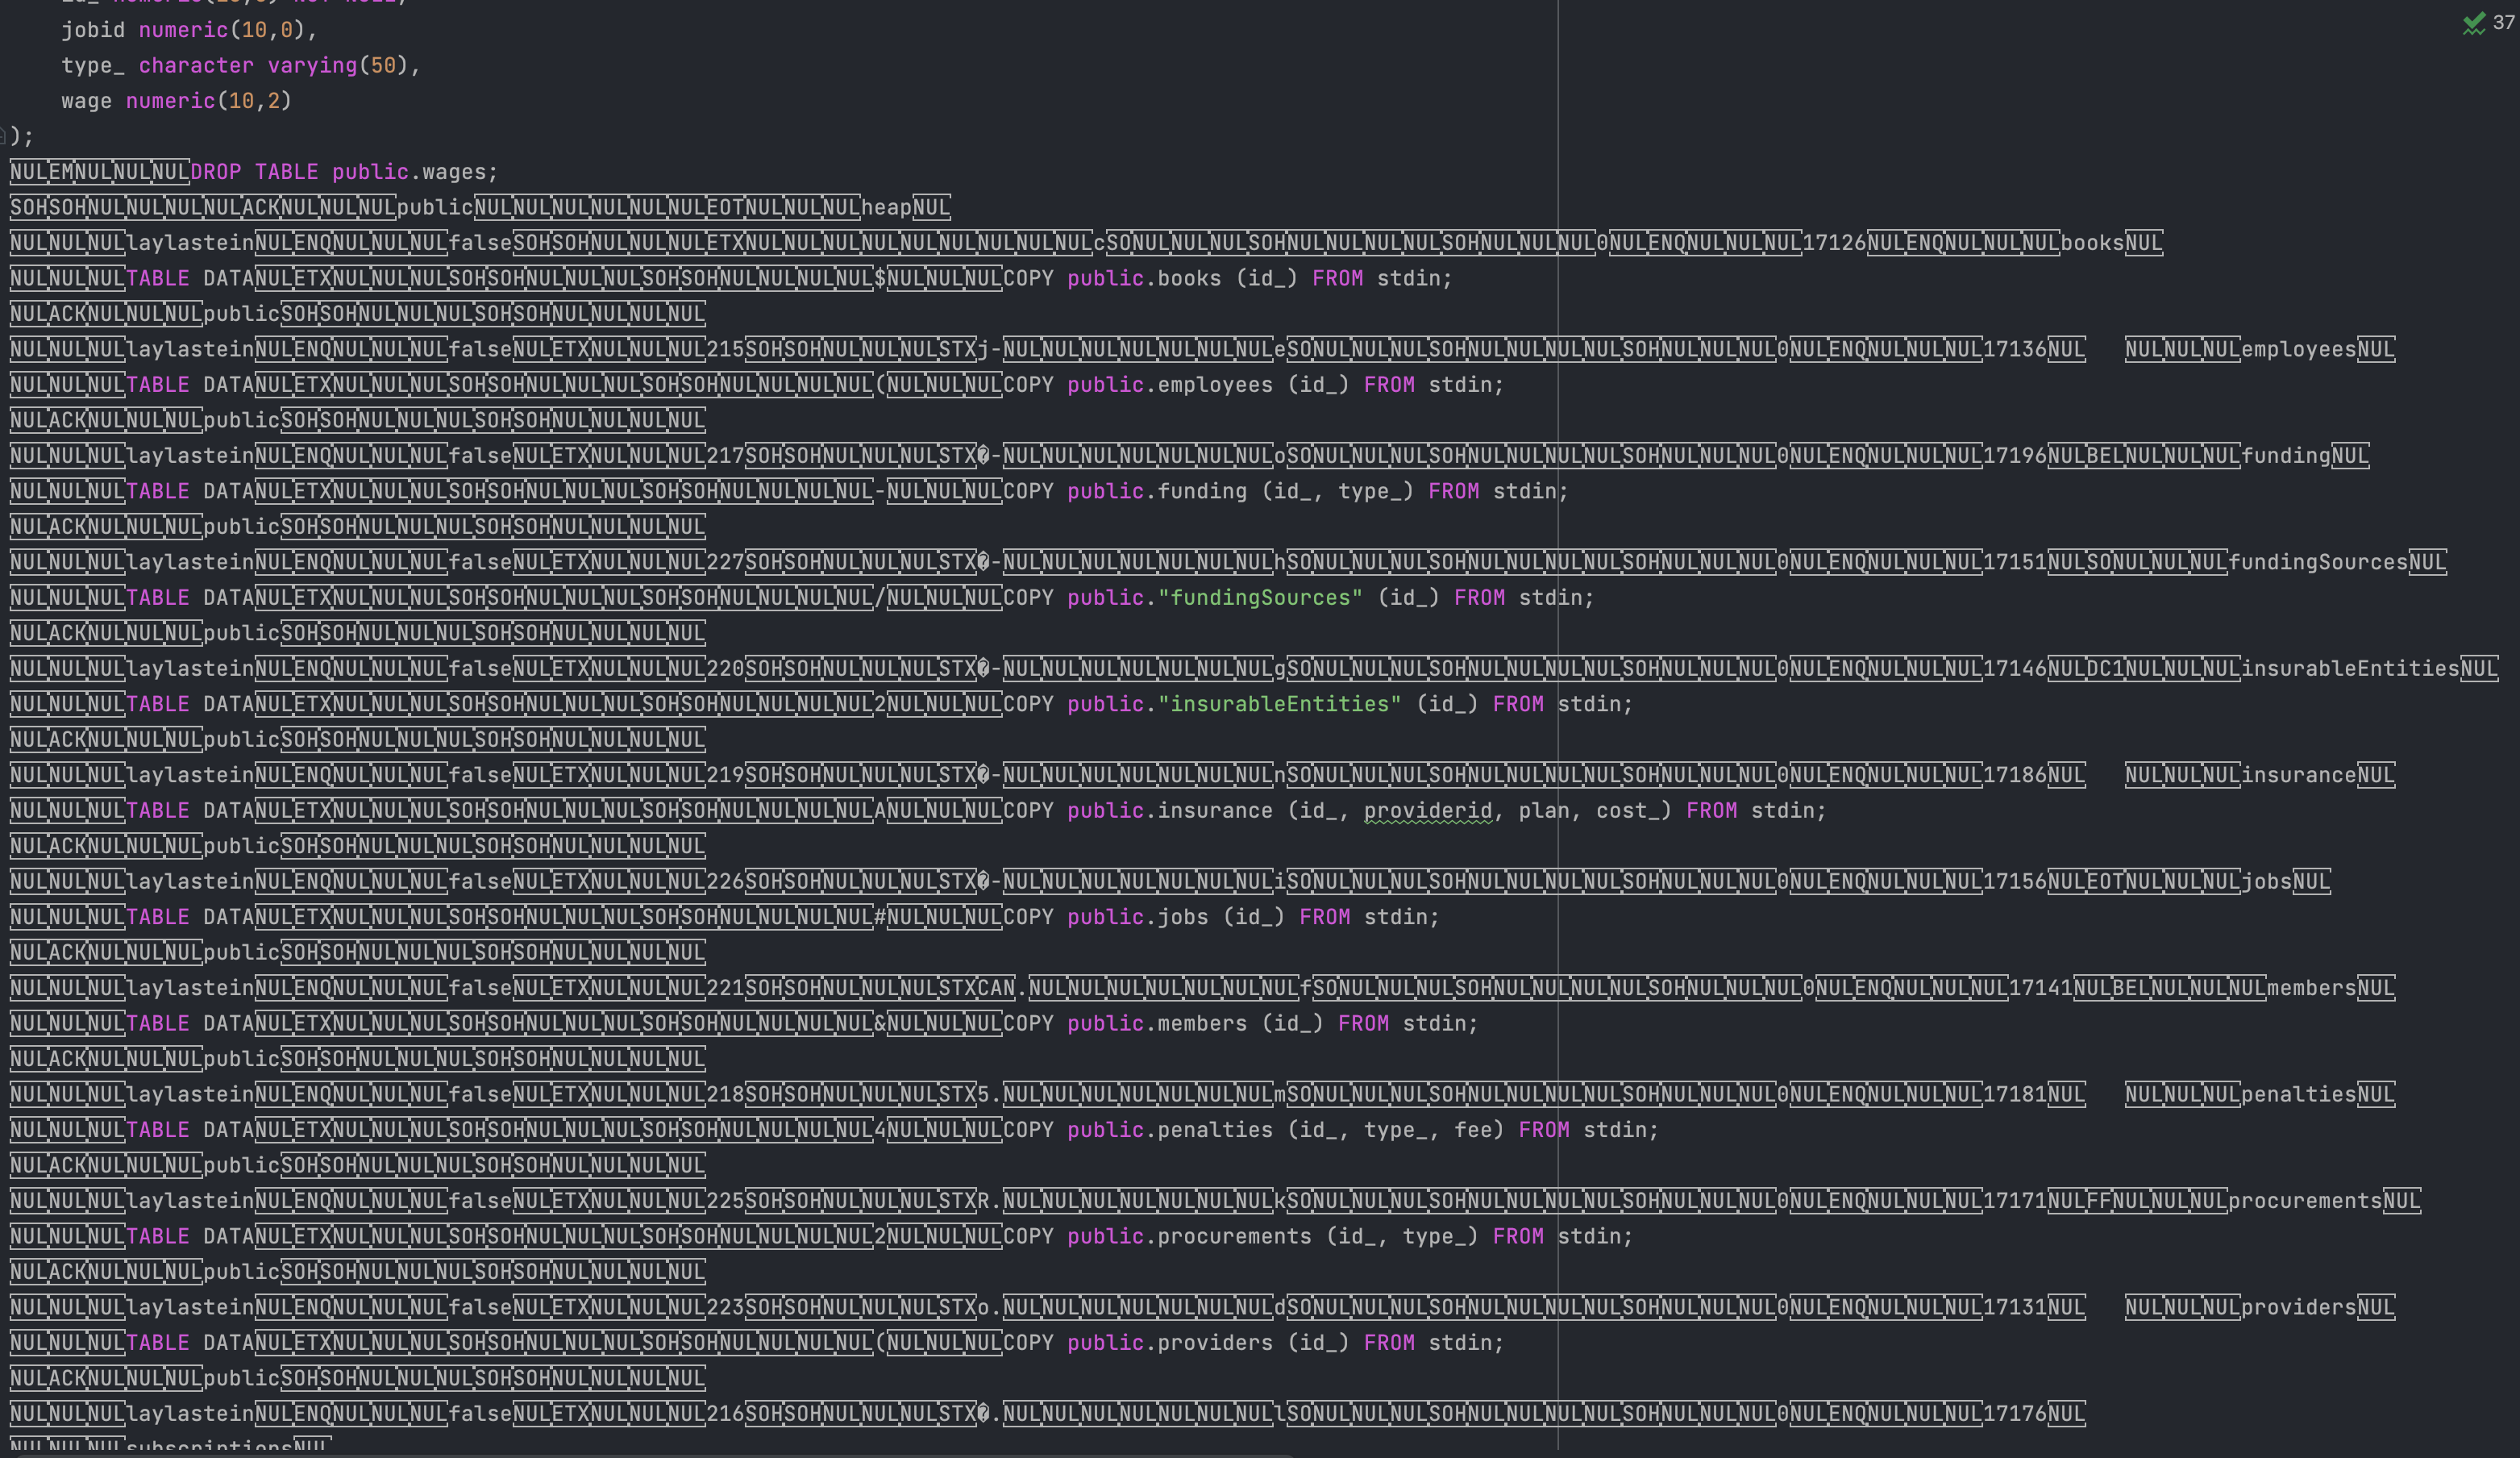 jobid numeric(10,0),
type_ character varying(50),
wage numeric(10,2)
);
NULEMNULNULNULDROP TABLE public.wages;
SOHSOHNULNULNULNULACKNULNULNULpublicNULNULNULNULNULNULEOTNULNULNULheapNUL
NULNULNULlaylasteinNULENQNULNULNULfalseSOHSOHNULNULNULETXNULNULNULNULNULNULNULNULNULcSONULNULNULSOHNULNULNULNULSOHNULNULNUL0NULENQNULNULNUL17126NULENQNULNULNULbooksNUL
NULNULNULTABLE DATANULETXNULNULNULSOHSOHNULNULNULSOHSOHNULNULNULNUL$NULNULNULCOPY public.books (id_) FROM stdin;
NULACKNULNULNULpublicSOHSOHNULNULNULSOHSOHNULNULNULNUL
NULNULNULlaylasteinNULENQNULNULNULfalseNULETXNULNULNUL215SOHSOHNULNULNULSTXj-NULNULNULNULNULNULNULeSONULNULNULSOHNULNULNULNULSOHNULNULNUL0NULENQNULNULNUL17136NUL   NULNULNULemployeesNUL
NULNULNULTABLE DATANULETXNULNULNULSOHSOHNULNULNULSOHSOHNULNULNULNUL(NULNULNULCOPY public.employees (id_) FROM stdin;
NULACKNULNULNULpublicSOHSOHNULNULNULSOHSOHNULNULNULNUL
NULNULNULlaylasteinNULENQNULNULNULfalseNULETXNULNULNUL217SOHSOHNULNULNULSTX�-NULNULNULNULNULNULNULoSONULNULNULSOHNULNULNULNULSOHNULNULNUL0NULENQNULNULNUL17196NULBELNULNULNULfundingNUL
NULNULNULTABLE DATANULETXNULNULNULSOHSOHNULNULNULSOHSOHNULNULNULNUL-NULNULNULCOPY public.funding (id_, type_) FROM stdin;
NULACKNULNULNULpublicSOHSOHNULNULNULSOHSOHNULNULNULNUL
NULNULNULlaylasteinNULENQNULNULNULfalseNULETXNULNULNUL227SOHSOHNULNULNULSTX�-NULNULNULNULNULNULNULhSONULNULNULSOHNULNULNULNULSOHNULNULNUL0NULENQNULNULNUL17151NULSONULNULNULfundingSourcesNUL
NULNULNULTABLE DATANULETXNULNULNULSOHSOHNULNULNULSOHSOHNULNULNULNUL/NULNULNULCOPY public."fundingSources" (id_) FROM stdin;
NULACKNULNULNULpublicSOHSOHNULNULNULSOHSOHNULNULNULNUL
NULNULNULlaylasteinNULENQNULNULNULfalseNULETXNULNULNUL220SOHSOHNULNULNULSTX�-NULNULNULNULNULNULNULgSONULNULNULSOHNULNULNULNULSOHNULNULNUL0NULENQNULNULNUL17146NULDC1NULNULNULinsurableEntitiesNUL
NULNULNULTABLE DATANULETXNULNULNULSOHSOHNULNULNULSOHSOHNULNULNULNUL2NULNULNULCOPY public."insurableEntities" (id_) FROM stdin;
NULACKNULNULNULpublicSOHSOHNULNULNULSOHSOHNULNULNULNUL
NULNULNULlaylasteinNULENQNULNULNULfalseNULETXNULNULNUL219SOHSOHNULNULNULSTX�-NULNULNULNULNULNULNULnSONULNULNULSOHNULNULNULNULSOHNULNULNUL0NULENQNULNULNUL17186NUL   NULNULNULinsuranceNUL
NULNULNULTABLE DATANULETXNULNULNULSOHSOHNULNULNULSOHSOHNULNULNULNULANULNULNULCOPY public.insurance (id_, providerid, plan, cost_) FROM stdin;
NULACKNULNULNULpublicSOHSOHNULNULNULSOHSOHNULNULNULNUL
NULNULNULlaylasteinNULENQNULNULNULfalseNULETXNULNULNUL226SOHSOHNULNULNULSTX�-NULNULNULNULNULNULNULiSONULNULNULSOHNULNULNULNULSOHNULNULNUL0NULENQNULNULNUL17156NULEOTNULNULNULjobsNUL
NULNULNULTABLE DATANULETXNULNULNULSOHSOHNULNULNULSOHSOHNULNULNULNUL#NULNULNULCOPY public.jobs (id_) FROM stdin;
NULACKNULNULNULpublicSOHSOHNULNULNULSOHSOHNULNULNULNUL
NULNULNULlaylasteinNULENQNULNULNULfalseNULETXNULNULNUL221SOHSOHNULNULNULSTXCAN.NULNULNULNULNULNULNULfSONULNULNULSOHNULNULNULNULSOHNULNULNUL0NULENQNULNULNUL17141NULBELNULNULNULmembersNUL
NULNULNULTABLE DATANULETXNULNULNULSOHSOHNULNULNULSOHSOHNULNULNULNUL&NULNULNULCOPY public.members (id_) FROM stdin;
NULACKNULNULNULpublicSOHSOHNULNULNULSOHSOHNULNULNULNUL
NULNULNULlaylasteinNULENQNULNULNULfalseNULETXNULNULNUL218SOHSOHNULNULNULSTX5.NULNULNULNULNULNULNULmSONULNULNULSOHNULNULNULNULSOHNULNULNUL0NULENQNULNULNUL17181NUL   NULNULNULpenaltiesNUL
NULNULNULTABLE DATANULETXNULNULNULSOHSOHNULNULNULSOHSOHNULNULNULNUL4NULNULNULCOPY public.penalties (id_, type_, fee) FROM stdin;
NULACKNULNULNULpublicSOHSOHNULNULNULSOHSOHNULNULNULNUL
NULNULNULlaylasteinNULENQNULNULNULfalseNULETXNULNULNUL225SOHSOHNULNULNULSTXR.NULNULNULNULNULNULNULkSONULNULNULSOHNULNULNULNULSOHNULNULNUL0NULENQNULNULNUL17171NULFFNULNULNULprocurementsNUL
NULNULNULTABLE DATANULETXNULNULNULSOHSOHNULNULNULSOHSOHNULNULNULNUL2NULNULNULCOPY public.procurements (id_, type_) FROM stdin;
NULACKNULNULNULpublicSOHSOHNULNULNULSOHSOHNULNULNULNUL
NULNULNULlaylasteinNULENQNULNULNULfalseNULETXNULNULNUL223SOHSOHNULNULNULSTXo.NULNULNULNULNULNULNULdSONULNULNULSOHNULNULNULNULSOHNULNULNUL0NULENQNULNULNUL17131NUL   NULNULNULprovidersNUL
NULNULNULTABLE DATANULETXNULNULNULSOHSOHNULNULNULSOHSOHNULNULNULNUL(NULNULNULCOPY public.providers (id_) FROM stdin;
NULACKNULNULNULpublicSOHSOHNULNULNULSOHSOHNULNULNULNUL
NULNULNULlaylasteinNULENQNULNULNULfalseNULETXNULNULNUL216SOHSOHNULNULNULSTX�.NULNULNULNULNULNULNULlSONULNULNULSOHNULNULNULNULSOHNULNULNUL0NULENQNULNULNUL17176NUL
NULNULNULsubscriptionsNUL
37